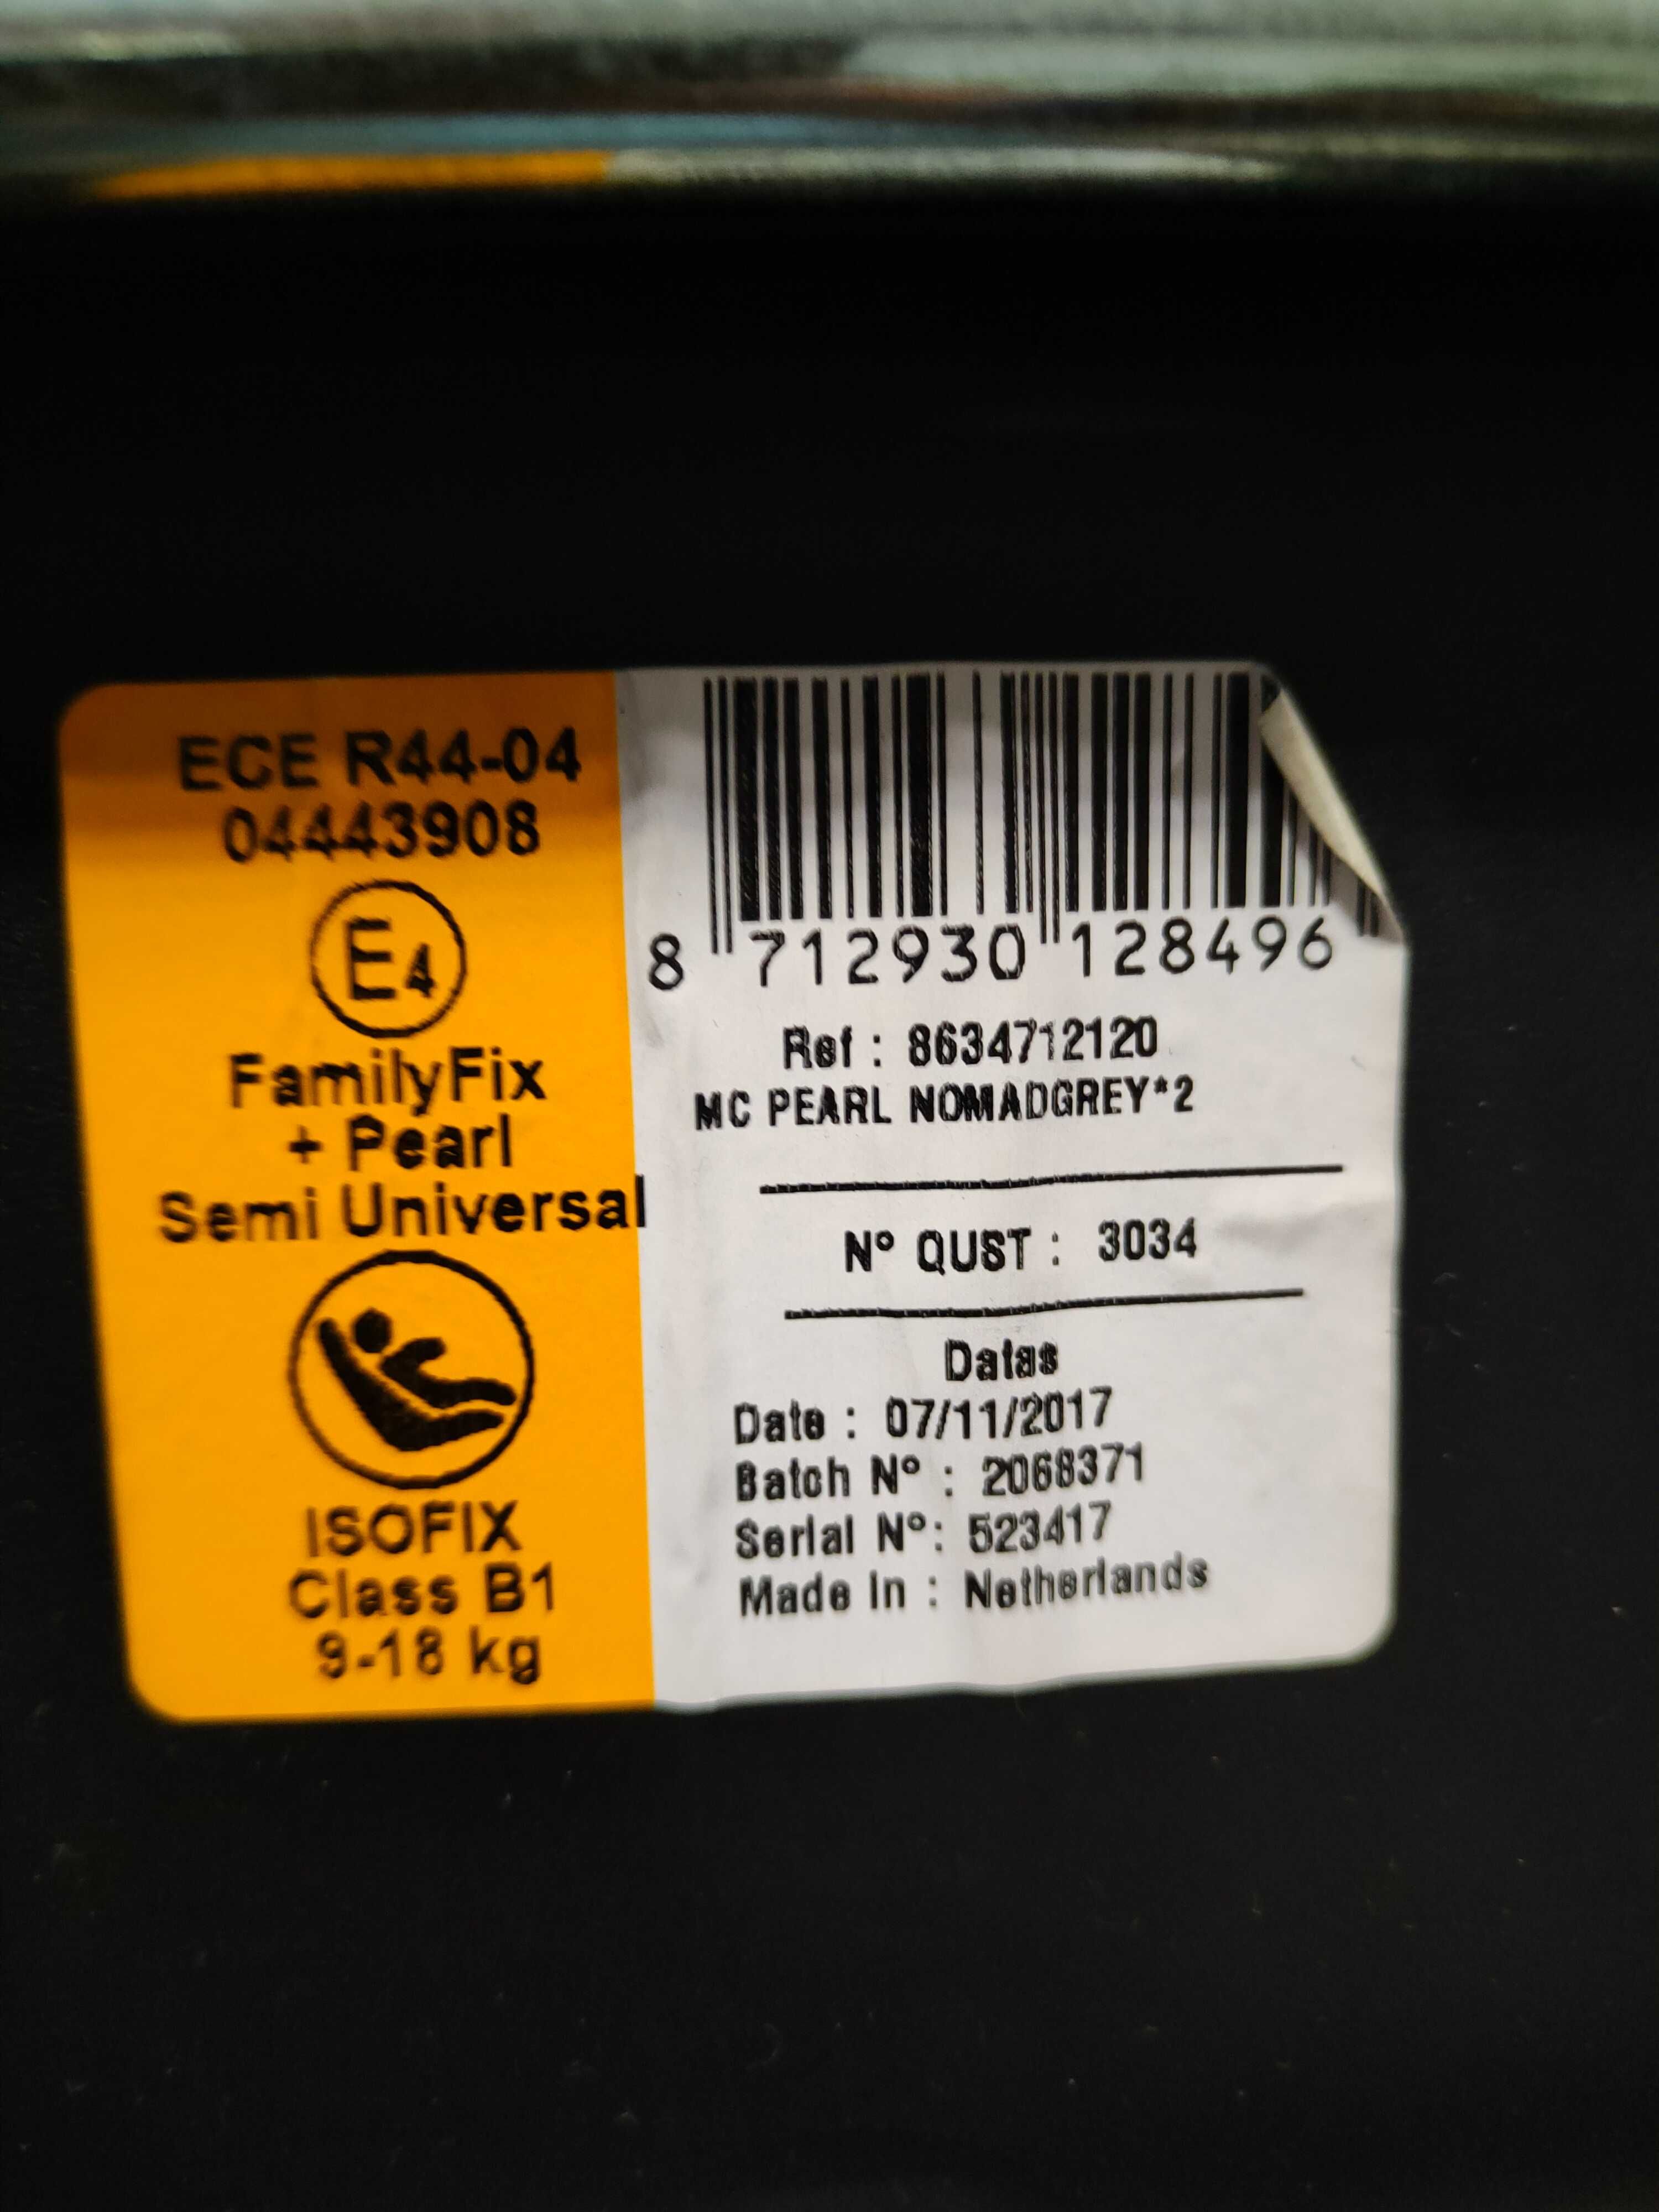 ECE R44-04
04443908
E4
FamilyFix
+ Pearl
Semi Universal
ISOFIX
Class B1
9-18 kg
8 712930 128496
Ref : 8634712120
MC PEARL NOMADGREY*2
N° QUST : 3034
Datas
Date : 07/11/2017
Batch N° : 2068371
Serial N°: 523417
Made In : Netherlands